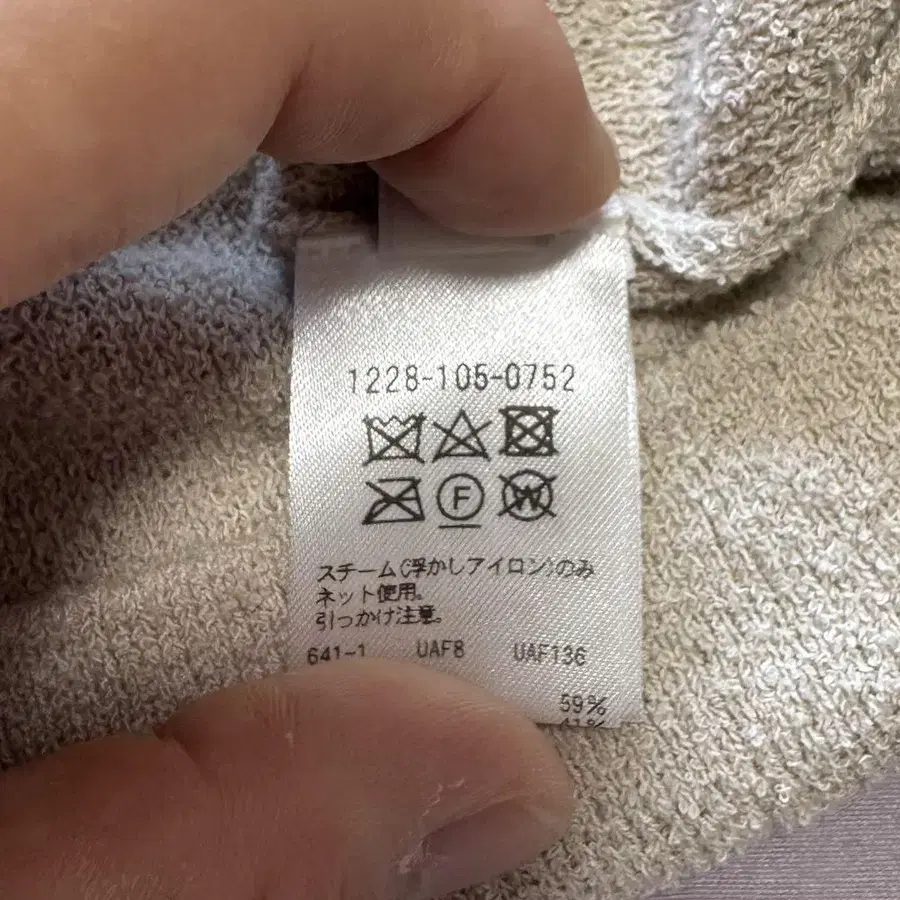 1228-105-0752
F W
スチーム(浮かしアイロン)のみ
ネット使用。
引っかけ注意。
641-1 UAF8 UAF136
59%
41%